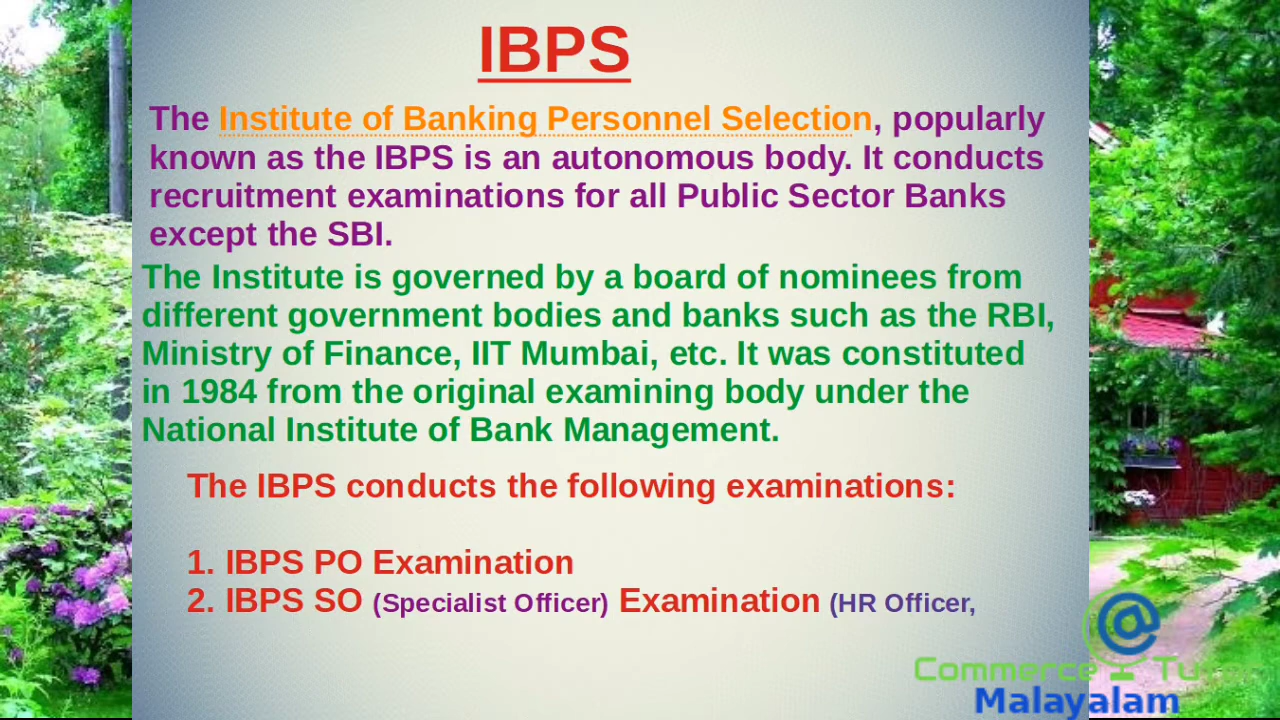 IBPS
The Institute of Banking Personnel Selection, popularly
known as the IBPS is an autonomous body. It conducts
recruitment examinations for all Public Sector Banks
except the SBI.
The Institute is governed by a board of nominees from
different government bodies and banks such as the RBI,
Ministry of Finance, IIT Mumbai, etc. It was constituted
in 1984 from the original examining body under the
National Institute of Bank Management.
The IBPS conducts the following examinations:
1. IBPS PO Examination
2. IBPS SO (Specialist Officer) Examination (HR Officer,
@
Commerce
Malayalam